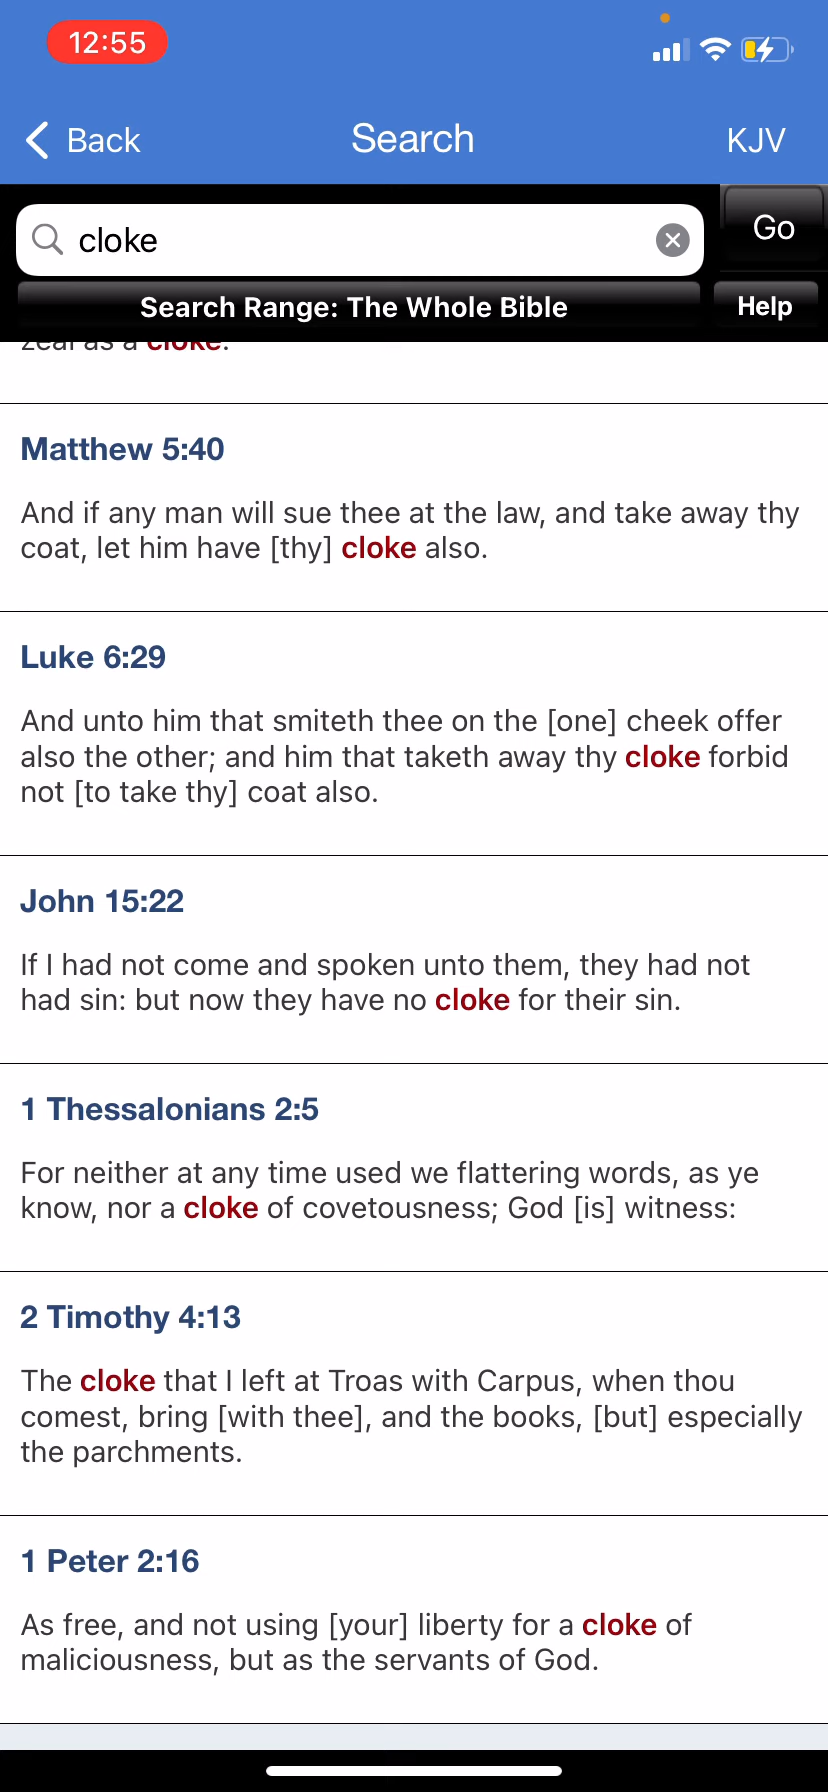 12:55
Back
Search
KJV
cloke
Go
Search Range: The Whole Bible
Help
zeal as a cloke.
Matthew 5:40
And if any man will sue thee at the law, and take away thy
coat, let him have [thy] cloke also.
Luke 6:29
And unto him that smiteth thee on the [one] cheek offer
also the other; and him that taketh away thy cloke forbid
not [to take thy] coat also.
John 15:22
If I had not come and spoken unto them, they had not
had sin: but now they have no cloke for their sin.
1 Thessalonians 2:5
For neither at any time used we flattering words, as ye
know, nor a cloke of covetousness; God [is] witness:
2 Timothy 4:13
The cloke that I left at Troas with Carpus, when thou
comest, bring [with thee], and the books, [but] especially
the parchments.
1 Peter 2:16
As free, and not using [your] liberty for a cloke of
maliciousness, but as the servants of God.